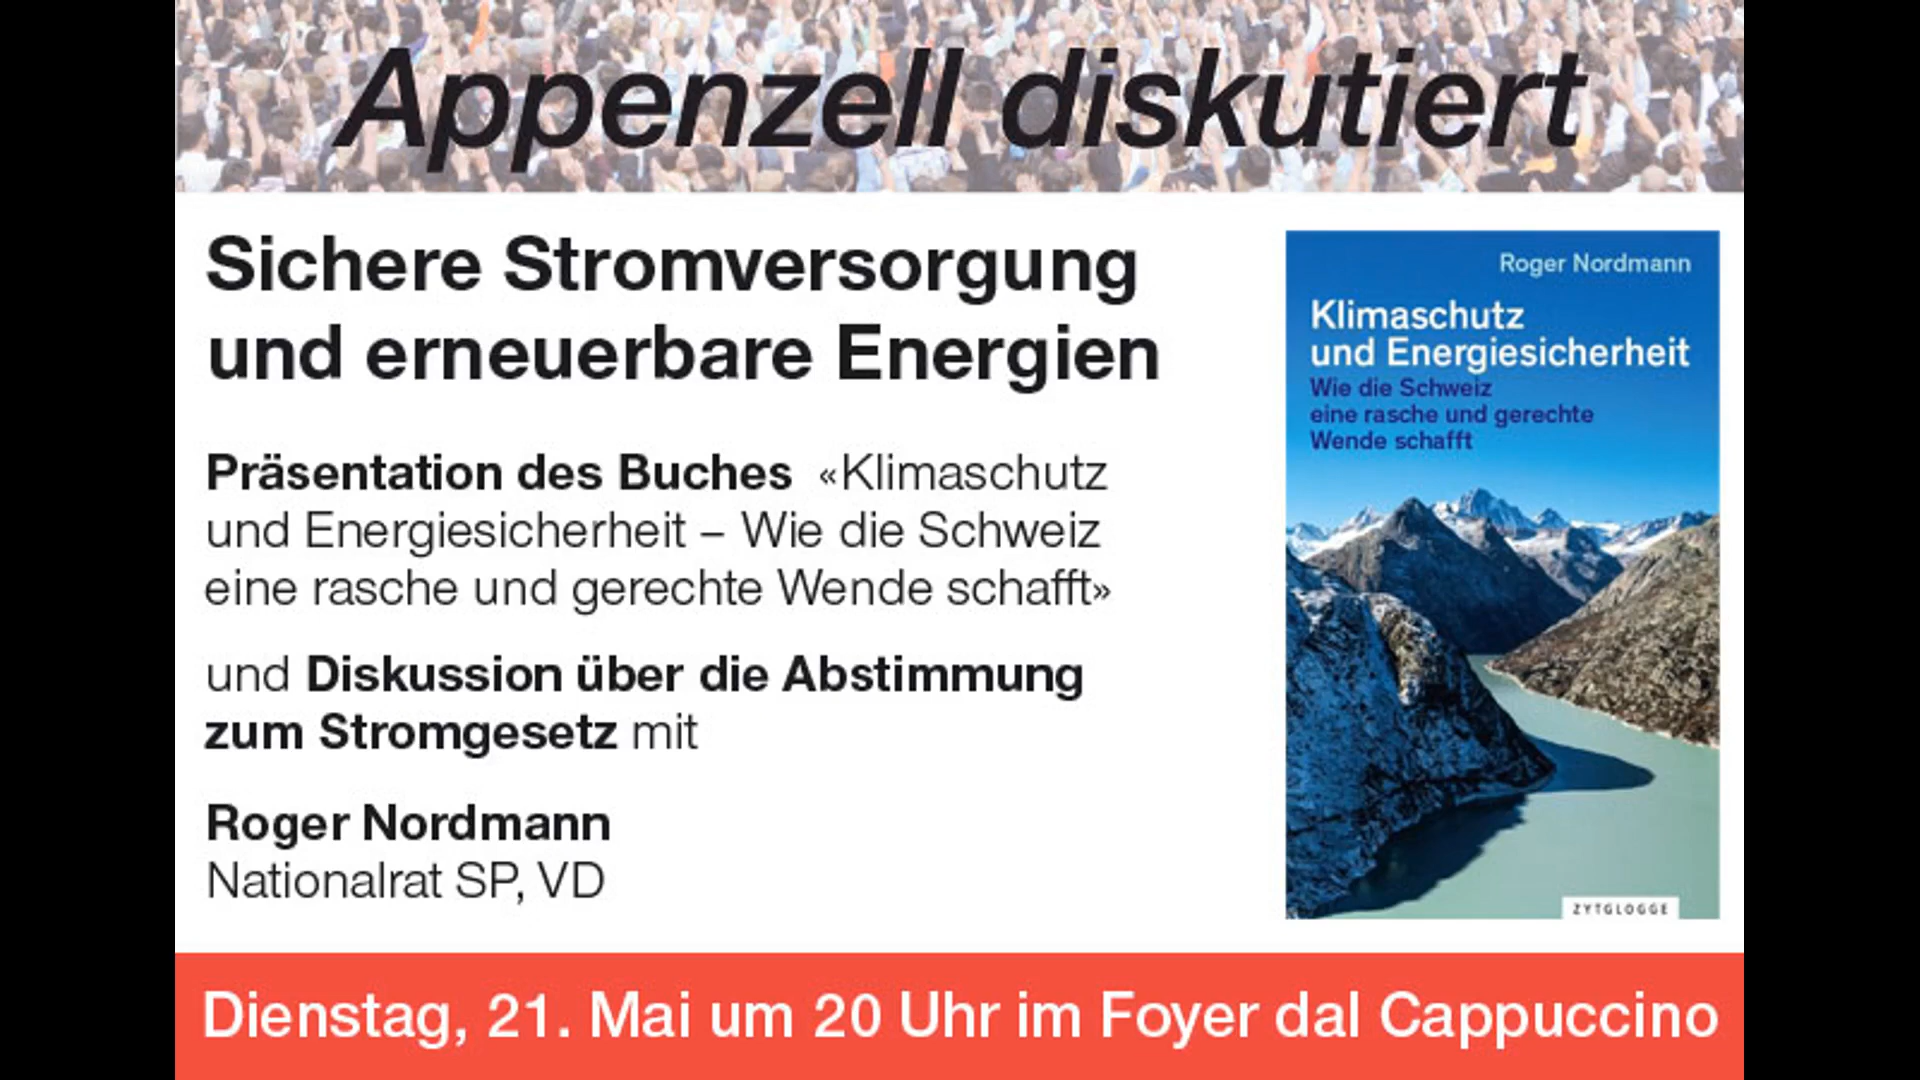 Appenzell diskutiert
Sichere Stromversorgung
und erneuerbare Energien
Präsentation des Buches «Klimaschutz
und Energiesicherheit – Wie die Schweiz
eine rasche und gerechte Wende schafft»
und Diskussion über die Abstimmung
zum Stromgesetz mit
Roger Nordmann
Nationalrat SP, VD
Roger Nordmann
Klimaschutz
und Energiesicherheit
Wie die Schweiz
eine rasche und gerechte
Wende schafft
ZYTGLOGGE
Dienstag, 21. Mai um 20 Uhr im Foyer dal Cappuccino